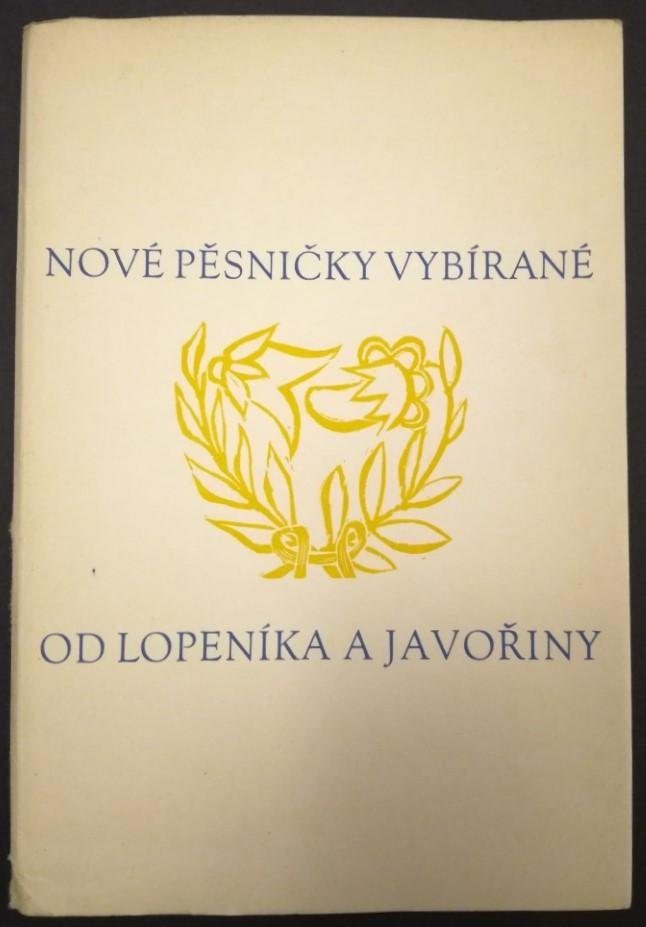 NOVÉ PĚSNIČKY VYBÍRANÉ
OD LOPENÍKA A JAVOŘINY